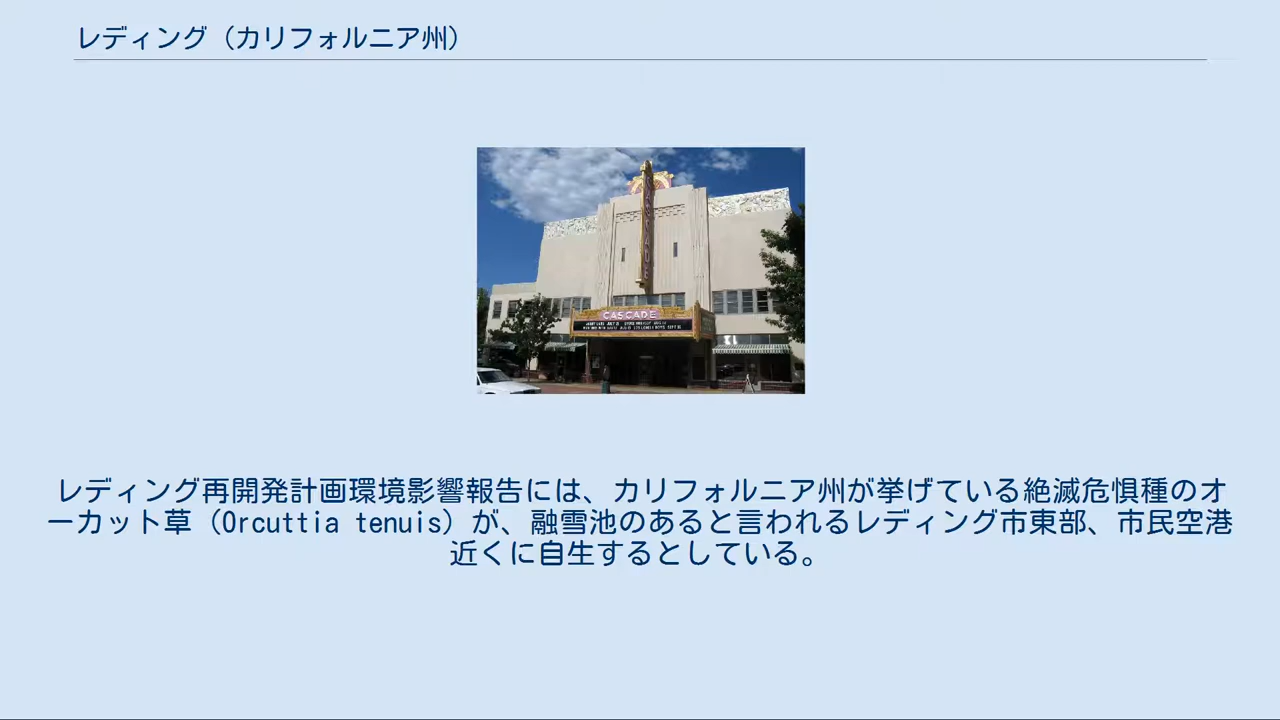 レディング（カリフォルニア州）
CASCADE
CASCADE
レディング再開発計画環境影響報告には、カリフォルニア州が挙げている絶滅危惧種のオ
ーカット草（Orcuttia tenuis）が、融雪池のあると言われるレディング市東部、市民空港
近くに自生するとしている。